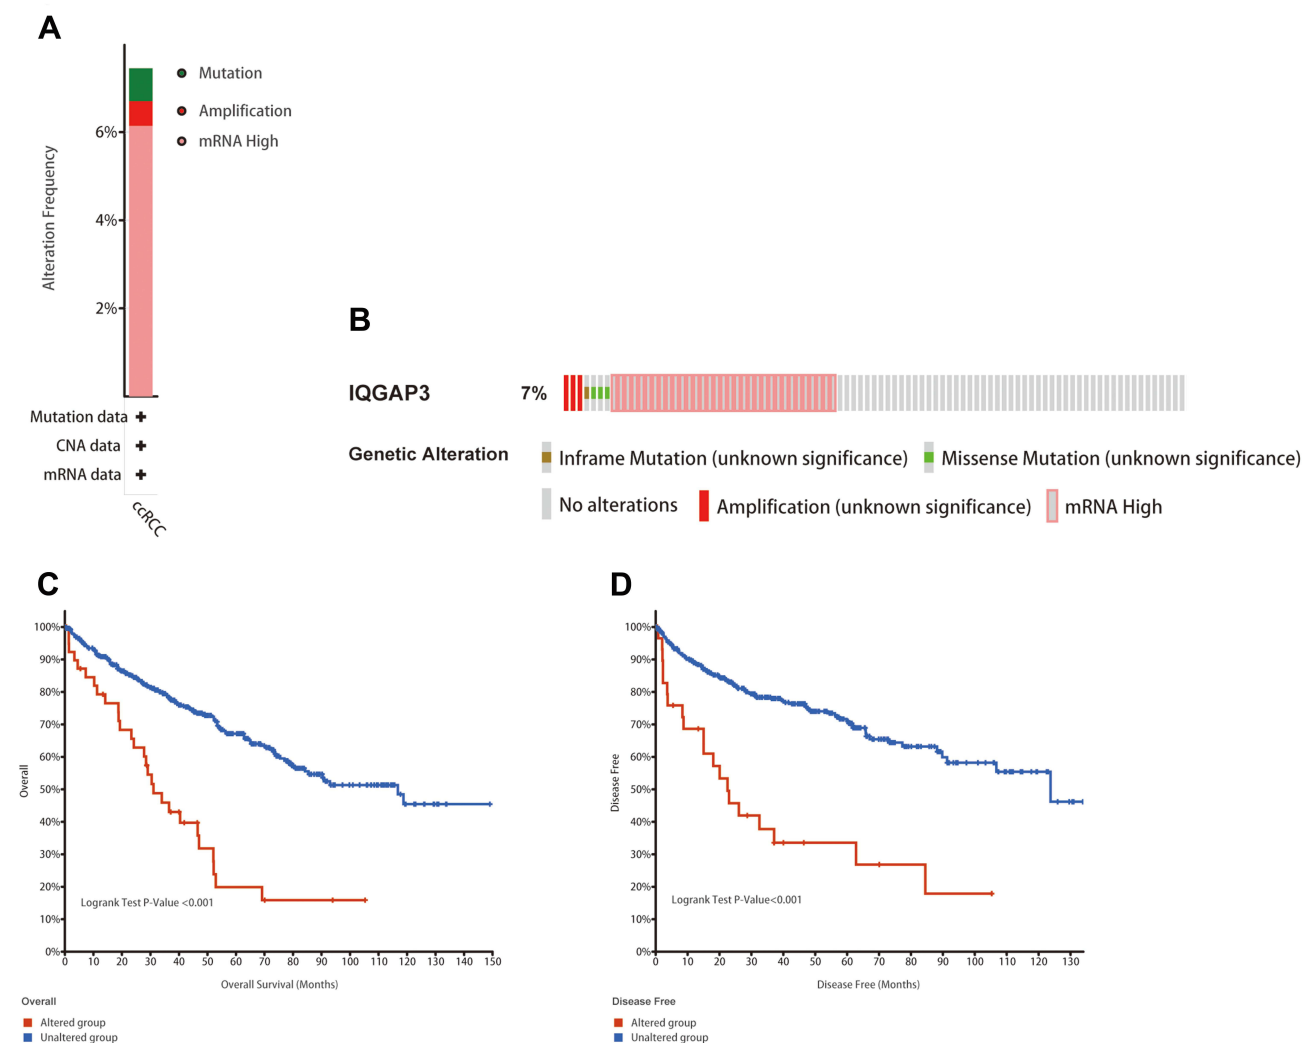 A
Mutation
Amplification
mRNA High
6%
4%
2%
Alteration Frequency
Mutation data
CNA data
mRNA data
ccRCC
B
IQGAP3 7%
Genetic Alteration
Inframe Mutation (unknown significance) Missense Mutation (unknown significance)
No alterations Amplification (unknown significance) mRNA High
C
100%
90%
80%
70%
60%
50%
40%
30%
20%
10%
0%
Overall
Logrank Test P-Value <0.001
0 10 20 30 40 50 60 70 80 90 100 110 120 130 140 150
Overall Survival (Months)
Overall
Altered group
Unaltered group
D
100%
90%
80%
70%
60%
50%
40%
30%
20%
10%
0%
Disease Free
Logrank Test P-Value<0.001
0 10 20 30 40 50 60 70 80 90 100 110 120 130
Disease Free (Months)
Disease Free
Altered group
Unaltered group